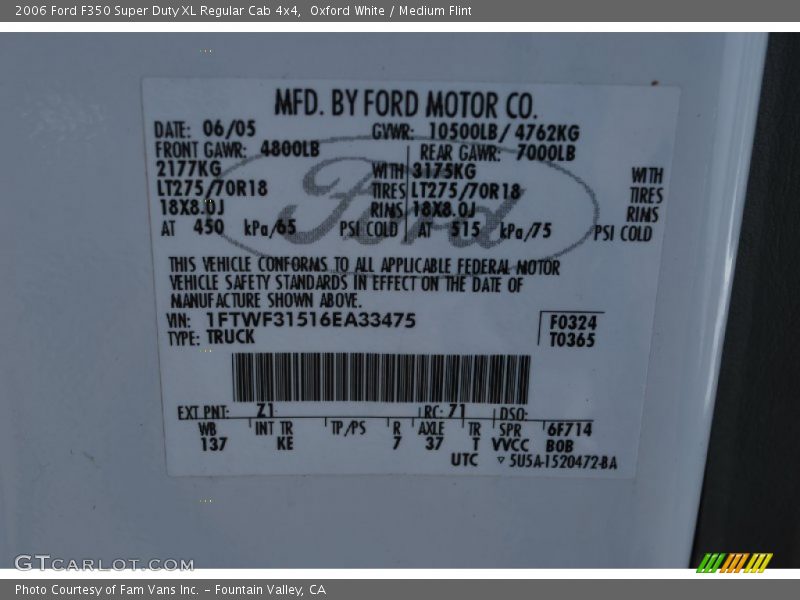 2006 Ford F350 Super Duty XL Regular Cab 4x4, Oxford White / Medium Flint
MFD. BY FORD MOTOR CO.
DATE: 06/05 GVWR: 10500LB/ 4762KG
FRONT GAWR: 4800LB REAR GAWR: 7000LB
2177KG WITH 3175KG WITH
LT275/70R18 TIRES LT275/70R18 TIRES
18X8.0J RIMS 18X8.0J RIMS
AT 450 kPa/65 PSI COLD AT 515 kPa/75 PSI COLD
Ford
THIS VEHICLE CONFORMS TO ALL APPLICABLE FEDERAL MOTOR
VEHICLE SAFETY STANDARDS IN EFFECT ON THE DATE OF
MANUFACTURE SHOWN ABOVE.
VIN: 1FTWF31516EA33475 F0324
TYPE: TRUCK T0365
EXT PNT: Z1 RC: 71 DSO:
WB INT TR TP/PS R AXLE TR SPR 6F714
137 KE 7 37 T VVCC BOB
UTC ▽ 5U5A-1520472-BA
GTCARLOT.COM
Photo Courtesy of Fam Vans Inc. - Fountain Valley, CA